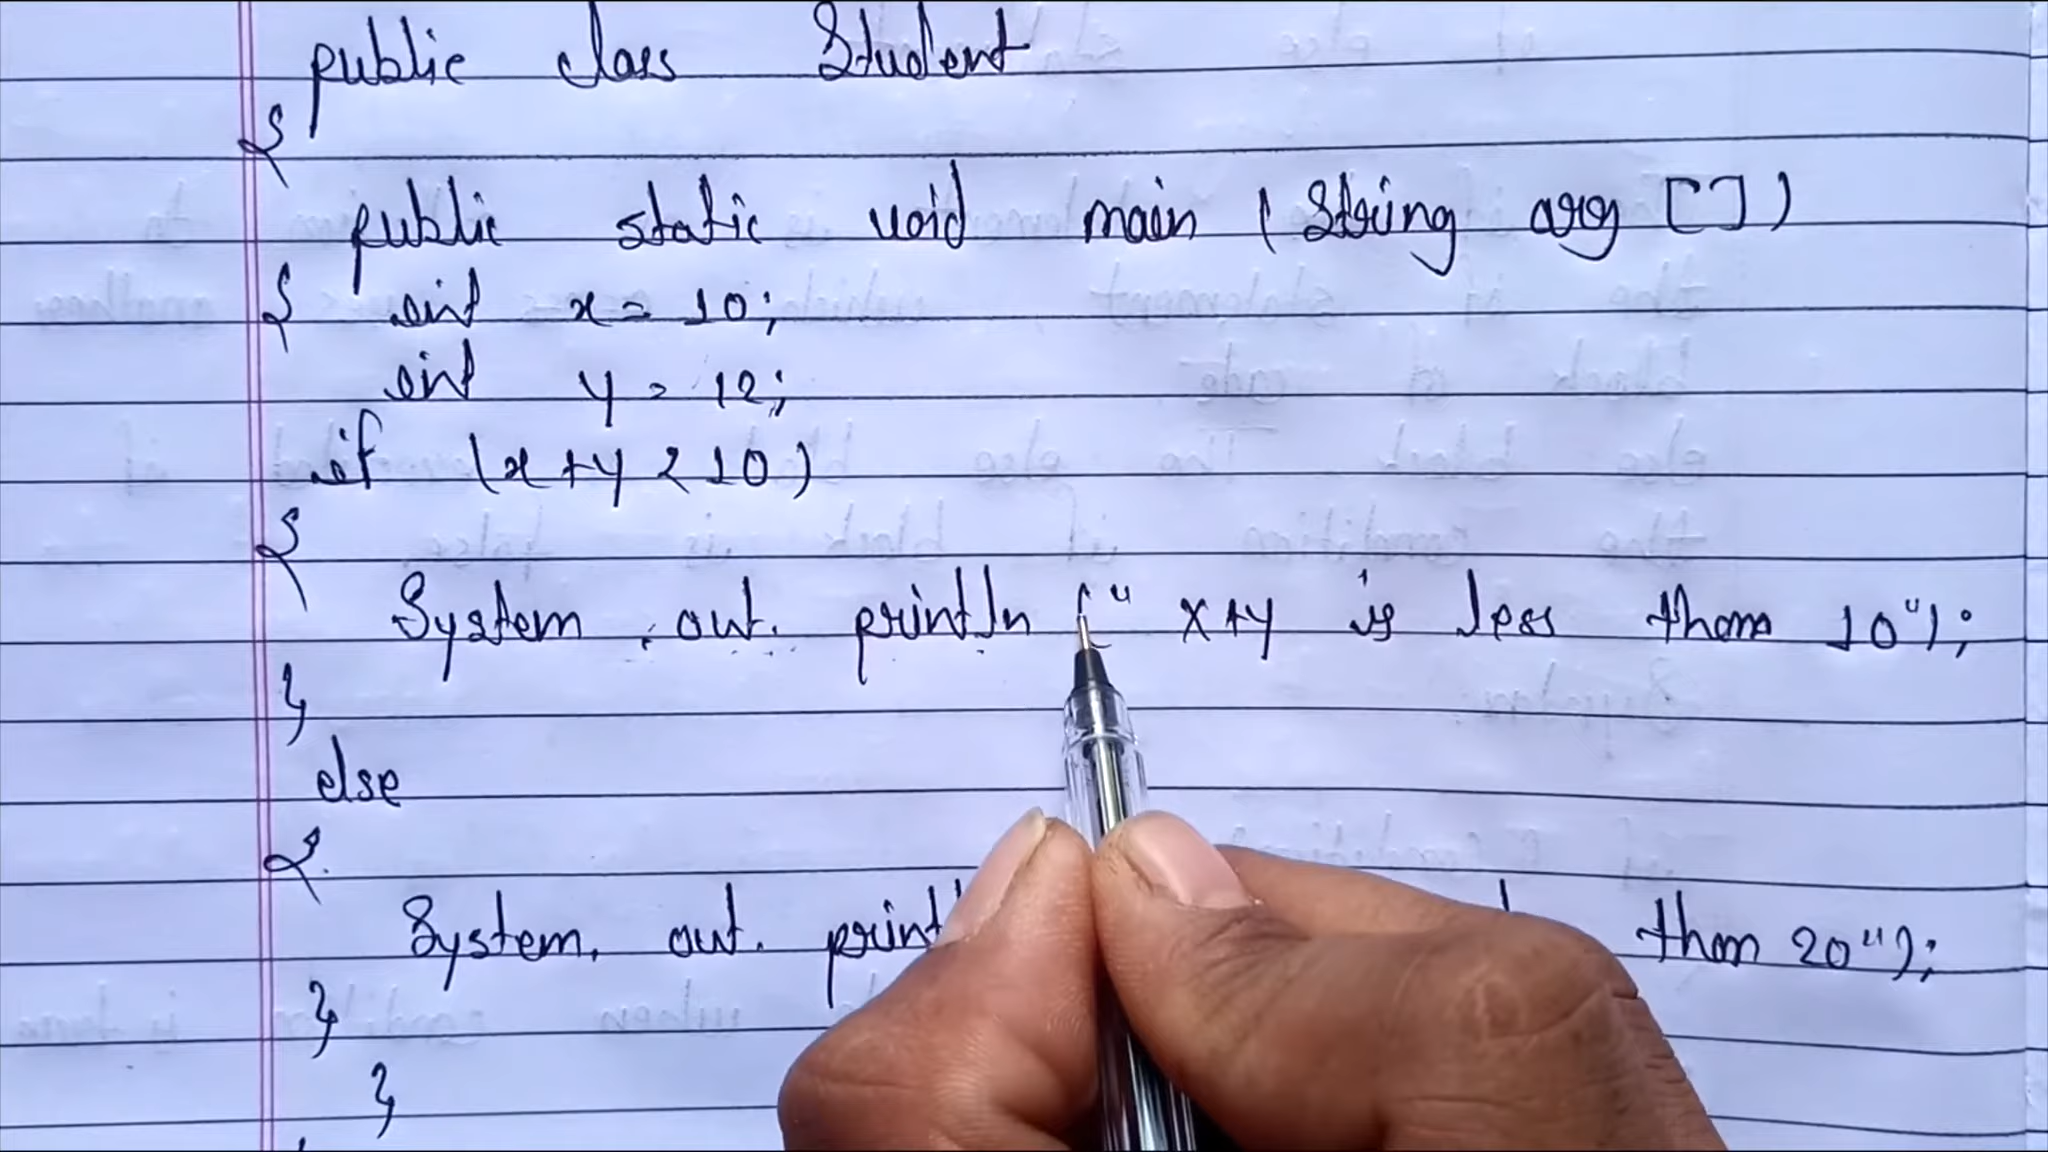 public class Student
{
public static void main (String arg [])
{ int x = 10;
int y = 12;
if (x+y < 10)
{
System . out. println (" x+y is less than 10");
}
else
{
System. out. print than 20");
}
}